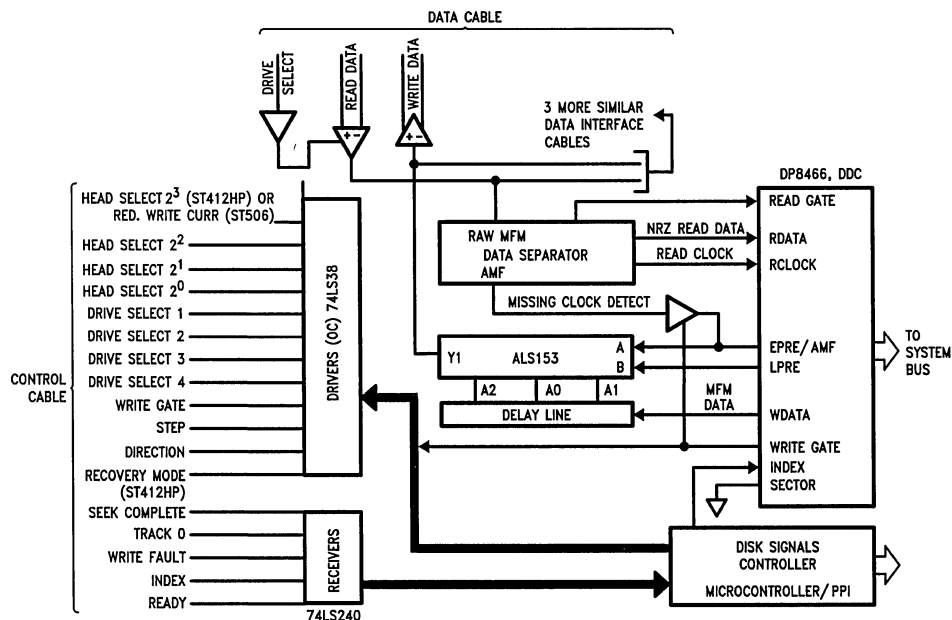 DATA CABLE
DRIVE
SELECT
READ DATA
WRITE DATA
+ -
+ -
3 MORE SIMILAR
DATA INTERFACE
CABLES
DP8466, DDC
HEAD SELECT 2³ (ST412HP) OR
RED. WRITE CURR (ST506)
HEAD SELECT 2²
HEAD SELECT 2¹
HEAD SELECT 2⁰
DRIVE SELECT 1
DRIVE SELECT 2
DRIVE SELECT 3
DRIVE SELECT 4
WRITE GATE
STEP
DIRECTION
RECOVERY MODE
(ST412HP)
SEEK COMPLETE
TRACK 0
WRITE FAULT
INDEX
READY
CONTROL
CABLE
DRIVERS (OC) 74LS38
RECEIVERS
74LS240
RAW MFM
DATA SEPARATOR
AMF
NRZ READ DATA
READ CLOCK
MISSING CLOCK DETECT
Y1
ALS153
A
B
A2
A0
A1
DELAY LINE
MFM
DATA
READ GATE
RDATA
RCLOCK
EPRE/AMF
LPRE
WDATA
WRITE GATE
INDEX
SECTOR
TO
SYSTEM
BUS
DISK SIGNALS
CONTROLLER
MICROCONTROLLER/PPI